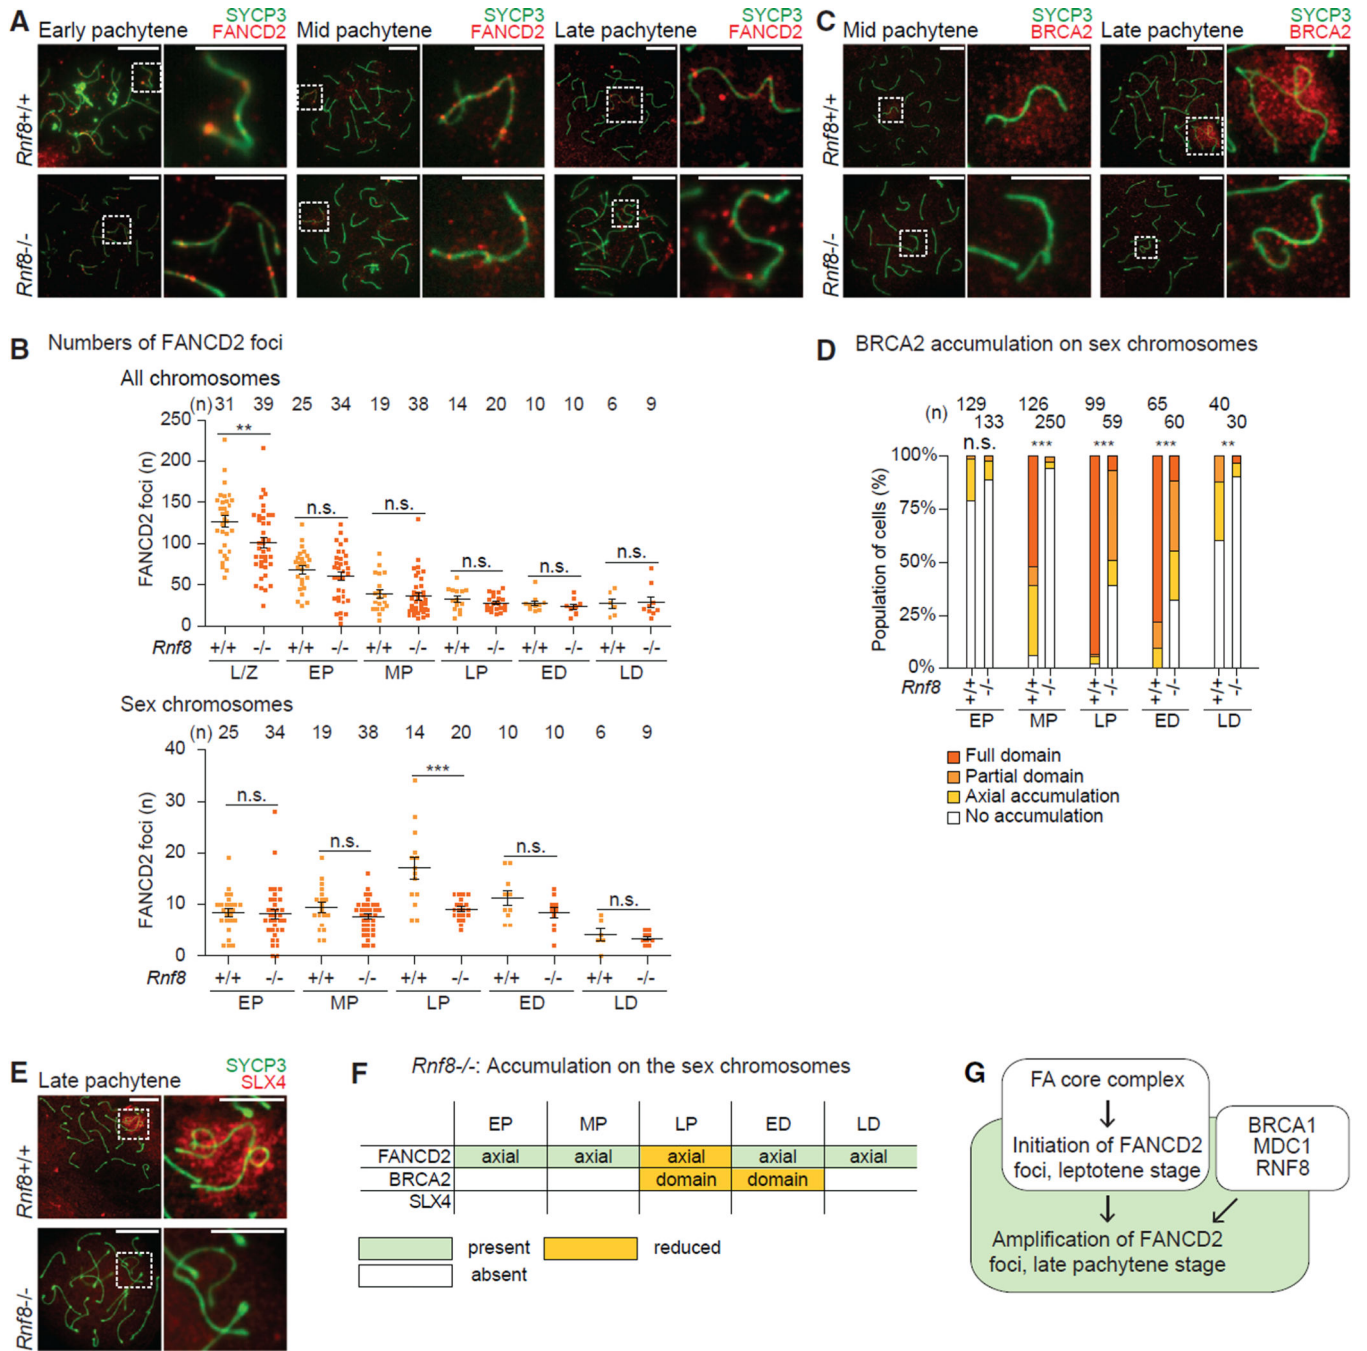 A
Early pachytene
SYCP3
FANCD2
Mid pachytene
SYCP3
FANCD2
Late pachytene
SYCP3
FANCD2
Rnf8+/+
Rnf8-/-
C
Mid pachytene
SYCP3
BRCA2
Late pachytene
SYCP3
BRCA2
Rnf8+/+
Rnf8-/-
B
Numbers of FANCD2 foci
All chromosomes
(n) 31 39 25 34 19 38 14 20 10 10 6 9
FANCD2 foci (n)
250
200
150
100
50
0
** n.s. n.s. n.s. n.s. n.s.
Rnf8 +/+ -/- +/+ -/- +/+ -/- +/+ -/- +/+ -/- +/+ -/-
L/Z EP MP LP ED LD
Sex chromosomes
(n) 25 34 19 38 14 20 10 10 6 9
FANCD2 foci (n)
40
30
20
10
0
n.s. n.s. *** n.s. n.s.
Rnf8 +/+ -/- +/+ -/- +/+ -/- +/+ -/- +/+ -/-
EP MP LP ED LD
D
BRCA2 accumulation on sex chromosomes
(n) 129 133 126 250 99 59 65 60 40 30
n.s. *** *** *** **
Population of cells (%)
100%
75%
50%
25%
0%
Rnf8 +/+ -/- +/+ -/- +/+ -/- +/+ -/- +/+ -/-
EP MP LP ED LD
Full domain
Partial domain
Axial accumulation
No accumulation
E
Late pachytene
SYCP3
SLX4
Rnf8+/+
Rnf8-/-
F
Rnf8-/-: Accumulation on the sex chromosomes
EP MP LP ED LD
FANCD2 axial axial axial axial axial
BRCA2 domain domain
SLX4
present reduced
absent
G
FA core complex
Initiation of FANCD2
foci, leptotene stage
BRCA1
MDC1
RNF8
Amplification of FANCD2
foci, late pachytene stage